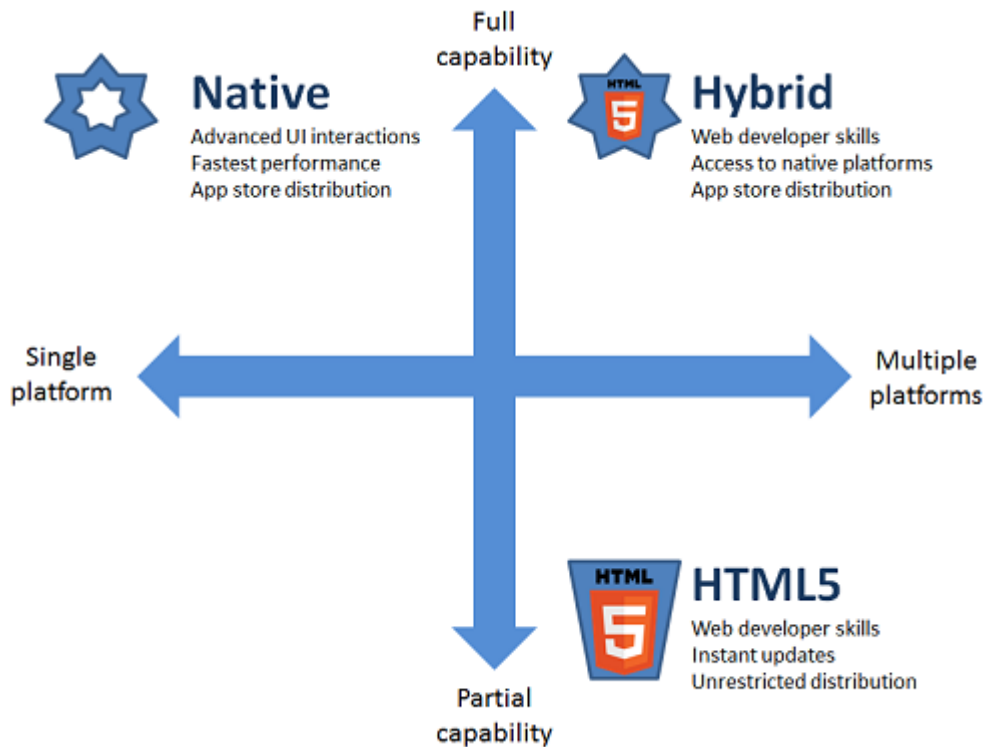 Full
capability
Native
Advanced UI interactions
Fastest performance
App store distribution
HTML
5
Hybrid
Web developer skills
Access to native platforms
App store distribution
Single
platform
Multiple
platforms
HTML
5
HTML5
Web developer skills
Instant updates
Unrestricted distribution
Partial
capability